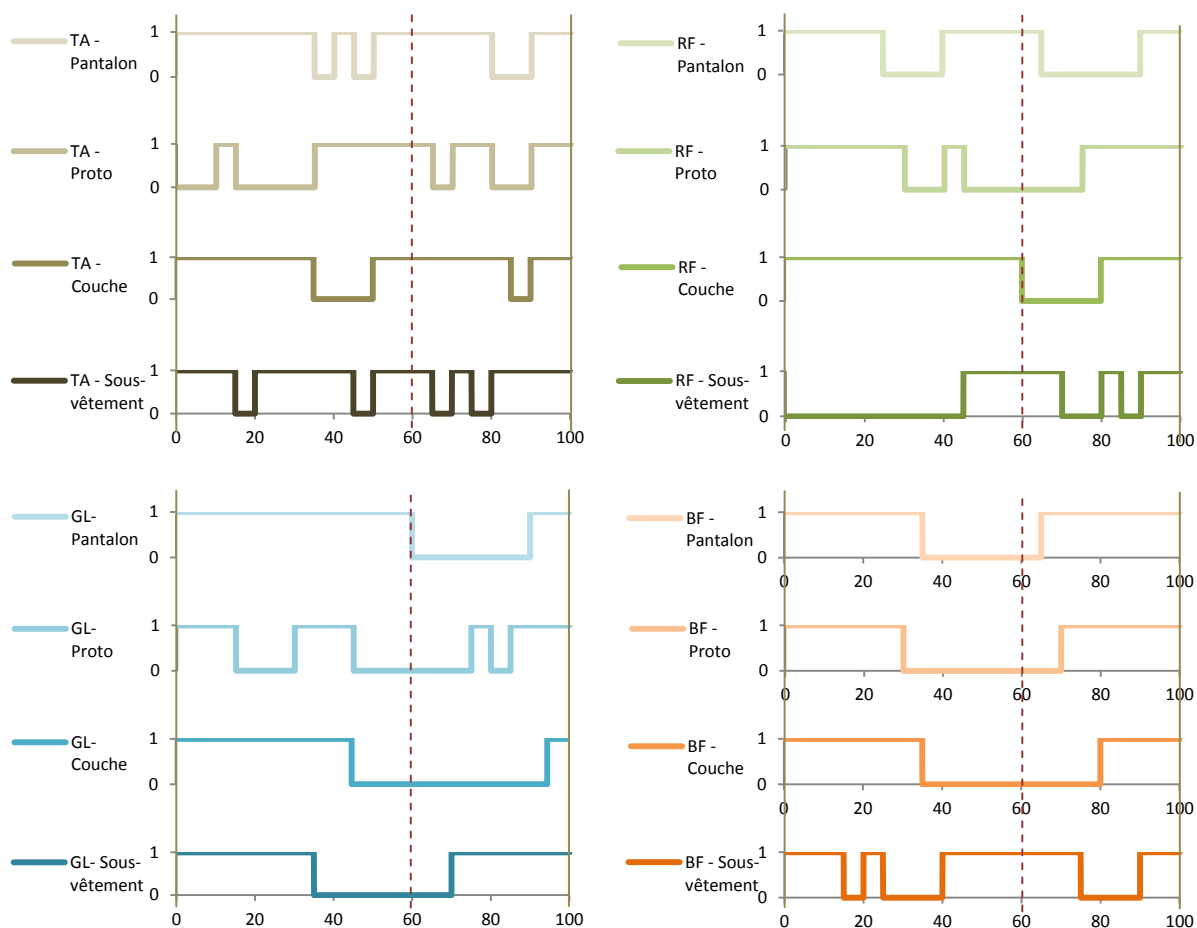 TA -
Pantalon
1
0
TA -
Proto
1
0
TA -
Couche
1
0
TA - Sous-
vêtement
1
0
0 20 40 60 80 100
RF -
Pantalon
1
0
RF -
Proto
1
0
RF -
Couche
1
0
RF - Sous-
vêtement
1
0
0 20 40 60 80 100
GL-
Pantalon
1
0
GL-
Proto
1
0
GL-
Couche
1
0
GL- Sous-
vêtement
1
0
0 20 40 60 80 100
BF -
Pantalon
1
0
0 20 40 60 80 100
BF -
Proto
1
0
0 20 40 60 80 100
BF -
Couche
1
0
0 20 40 60 80 100
BF - Sous-
vêtement
1
0
0 20 40 60 80 100